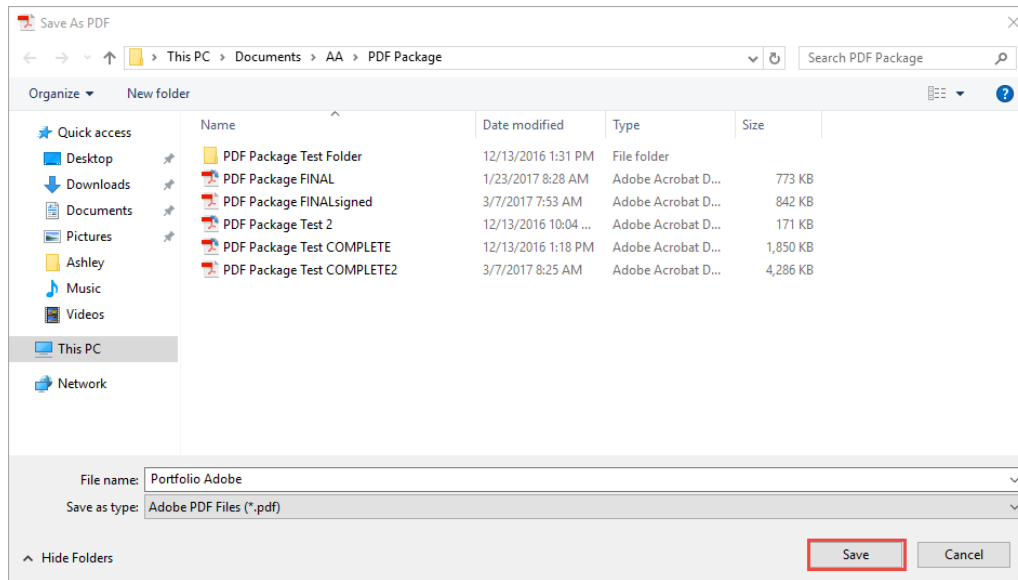 Save As PDF
This PC > Documents > AA > PDF Package
Search PDF Package
Organize
New folder
?
Name
Date modified
Type
Size
Quick access
Desktop
Downloads
Documents
Pictures
Ashley
Music
Videos
This PC
Network
PDF Package Test Folder 12/13/2016 1:31 PM File folder
PDF Package FINAL 1/23/2017 8:28 AM Adobe Acrobat D... 773 KB
PDF Package FINALsigned 3/7/2017 7:53 AM Adobe Acrobat D... 842 KB
PDF Package Test 2 12/13/2016 10:04 ... Adobe Acrobat D... 171 KB
PDF Package Test COMPLETE 12/13/2016 1:18 PM Adobe Acrobat D... 1,850 KB
PDF Package Test COMPLETE2 3/7/2017 8:25 AM Adobe Acrobat D... 4,286 KB
File name: Portfolio Adobe
Save as type: Adobe PDF Files (*.pdf)
Hide Folders
Save
Cancel